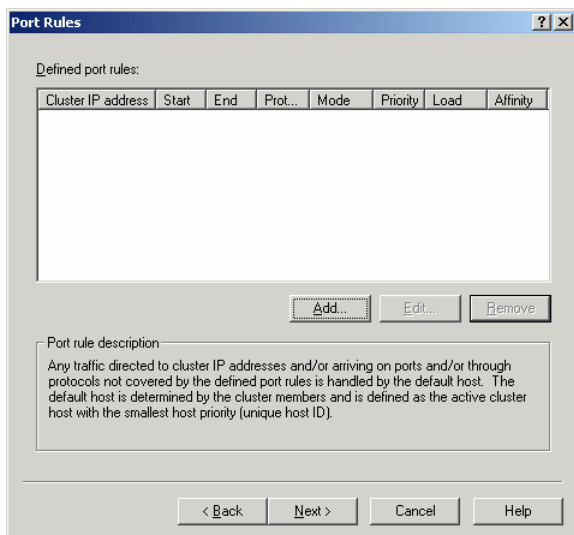 Port Rules
Defined port rules:
Cluster IP address Start End Prot... Mode Priority Load Affinity
Add... Edit... Remove
Port rule description
Any traffic directed to cluster IP addresses and/or arriving on ports and/or through
protocols not covered by the defined port rules is handled by the default host. The
default host is determined by the cluster members and is defined as the active cluster
host with the smallest host priority (unique host ID).
< Back Next > Cancel Help